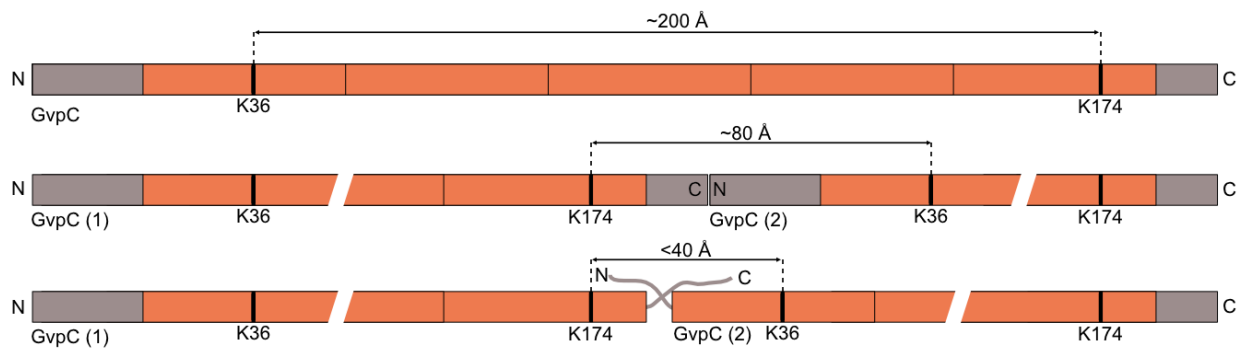 ~200 Å
N
C
K36
K174
GvpC
~80 Å
N
C
N
C
GvpC (1)
K36
K174
GvpC (2)
K36
K174
<40 Å
N
C
N
C
GvpC (1)
K36
K174
GvpC (2)
K36
K174